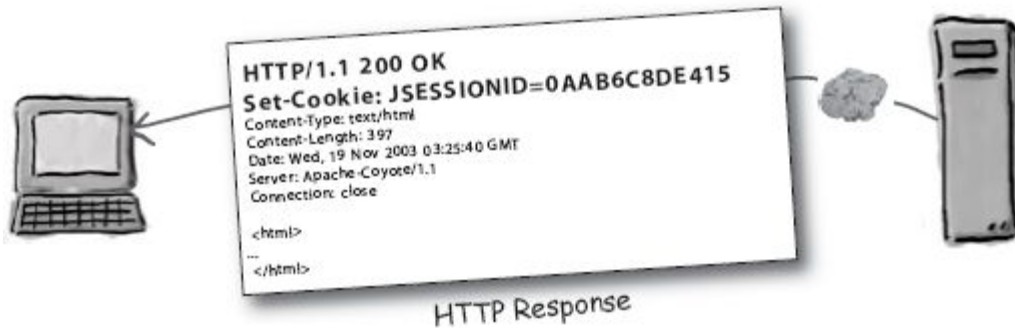 HTTP/1.1 200 OK
Set-Cookie: JSESSIONID=0AAB6C8DE415
Content-Type: text/html
Content-Length: 397
Date: Wed, 19 Nov 2003 03:25:40 GMT
Server: Apache-Coyote/1.1
Connection: close
<html>
...
</html>
HTTP Response